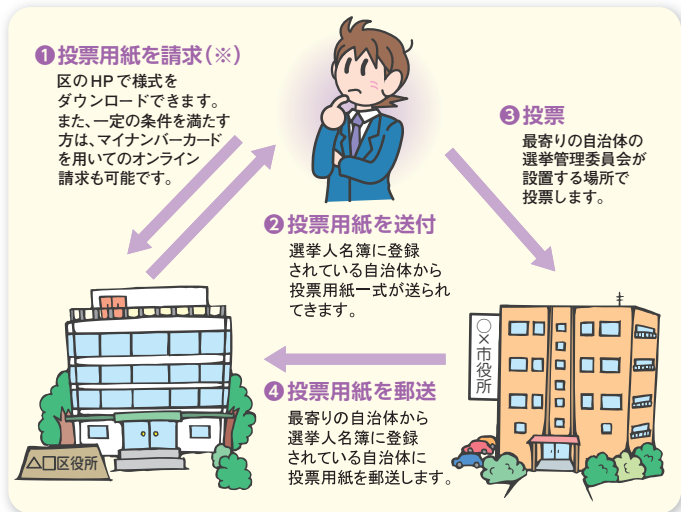 ❶投票用紙を請求(※)
区のHPで様式を
ダウンロードできます。
また、一定の条件を満たす
方は、マイナンバーカード
を用いてのオンライン
請求も可能です。
❷投票用紙を送付
選挙人名簿に登録
されている自治体から
投票用紙一式が送られ
てきます。
❸投票
最寄りの自治体の
選挙管理委員会が
設置する場所で
投票します。
❹投票用紙を郵送
最寄りの自治体から
選挙人名簿に登録
されている自治体に
投票用紙を郵送します。
△□区役所
○×市役所